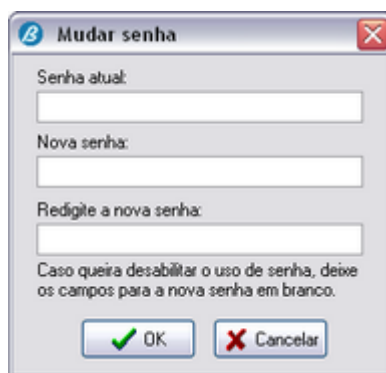 Mudar senha
Senha atual:
Nova senha:
Redigite a nova senha:
Caso queira desabilitar o uso de senha, deixe
os campos para a nova senha em branco.
OK Cancelar